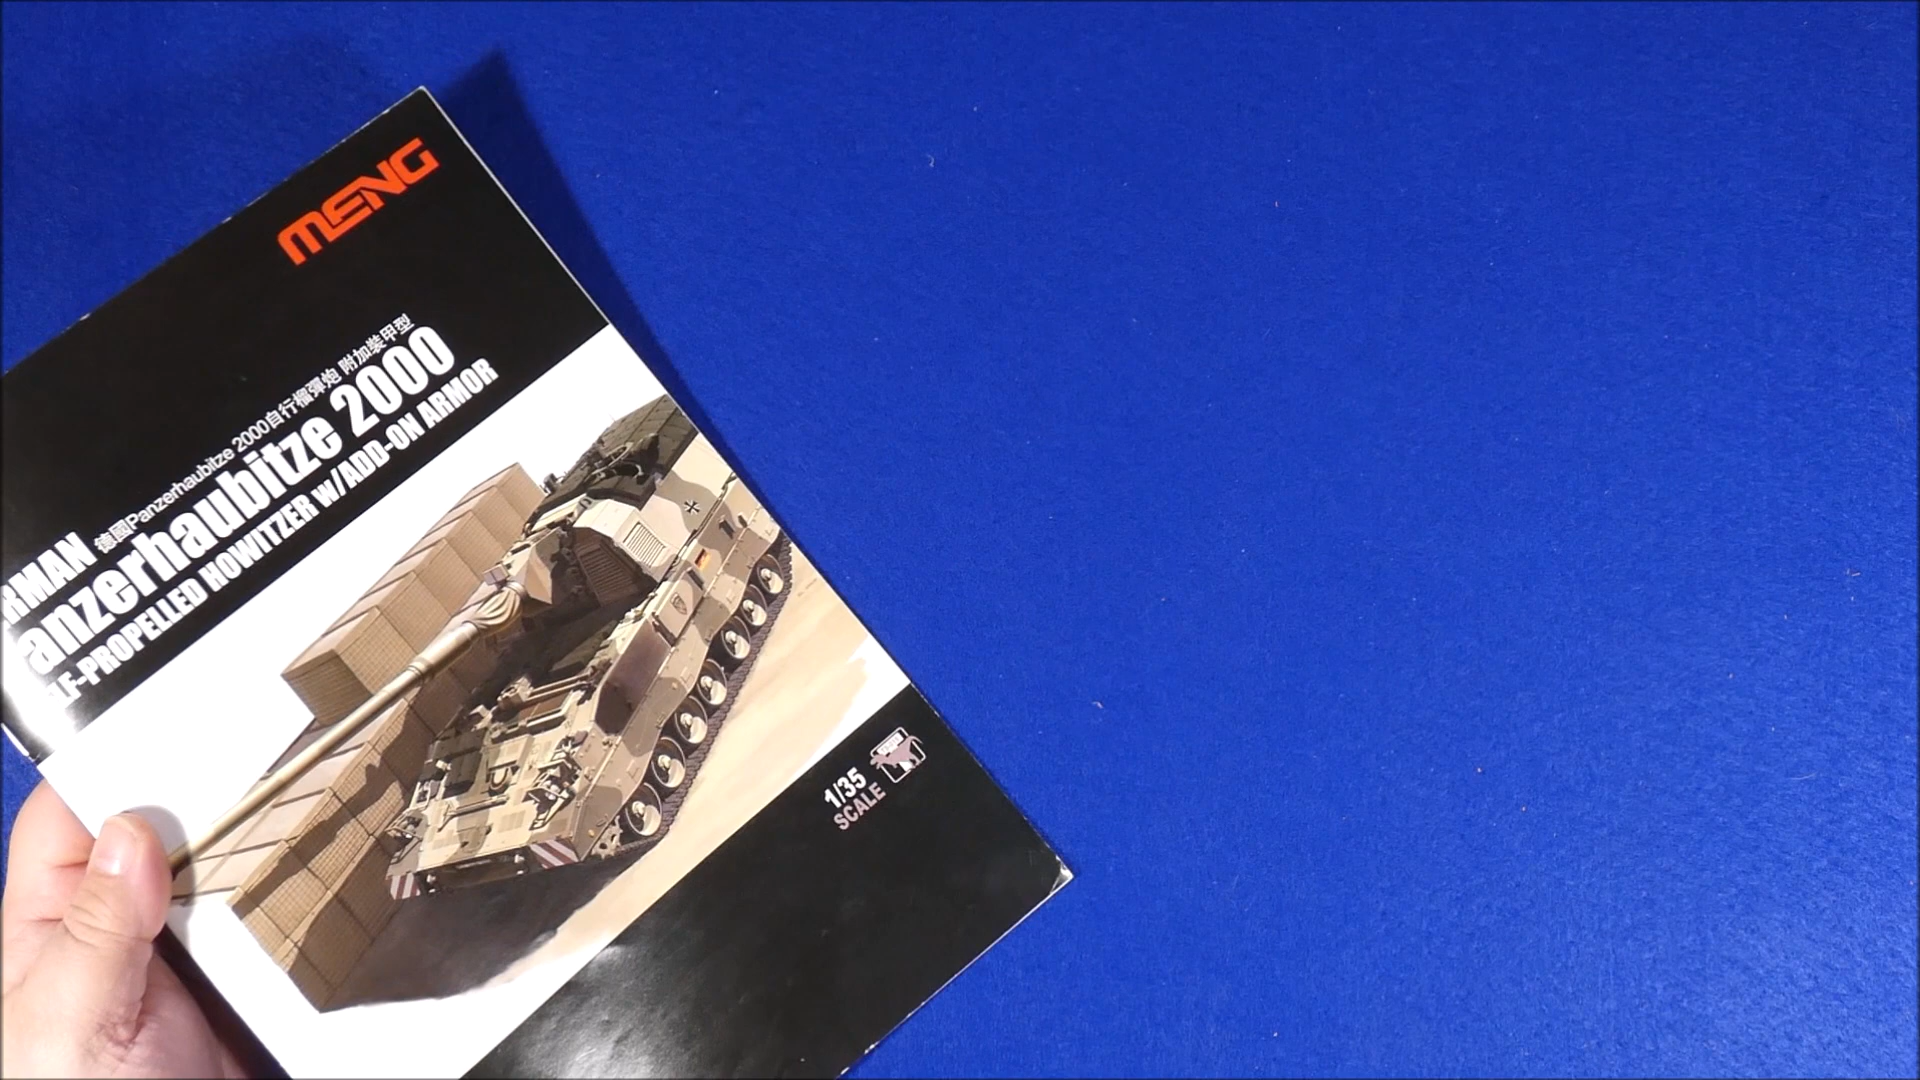 MENG
德國Panzerhaubitze 2000自行榴彈炮 附加裝甲型
RMAN
anzerhaubitze 2000
LF-PROPELLED HOWITZER w/ADD-ON ARMOR
1/35
SCALE